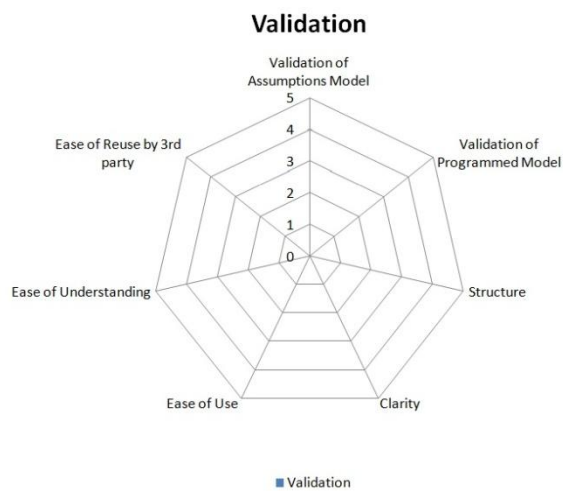 Validation
Validation of
Assumptions Model
5
4
3
2
1
0
Validation of
Programmed Model
Structure
Clarity
Ease of Use
Ease of Understanding
Ease of Reuse by 3rd
party
Validation